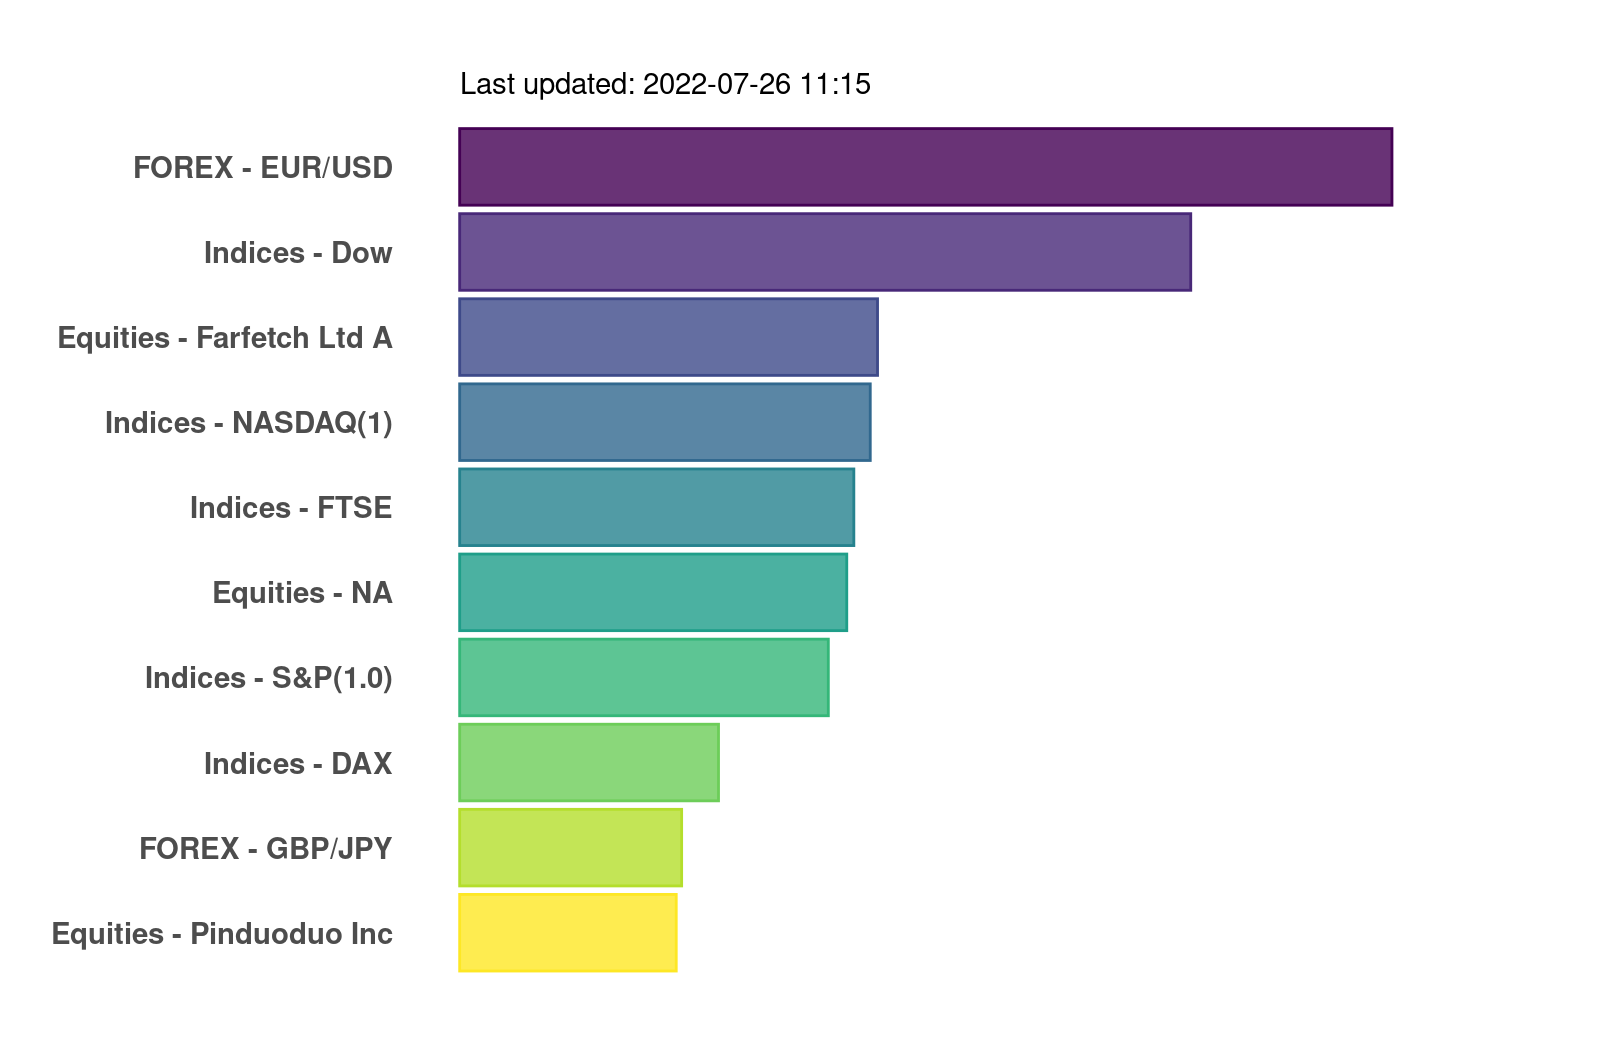 Last updated: 2022-07-26 11:15
FOREX - EUR/USD
Indices - Dow
Equities - Farfetch Ltd A
Indices - NASDAQ(1)
Indices - FTSE
Equities - NA
Indices - S&P(1.0)
Indices - DAX
FOREX - GBP/JPY
Equities - Pinduoduo Inc